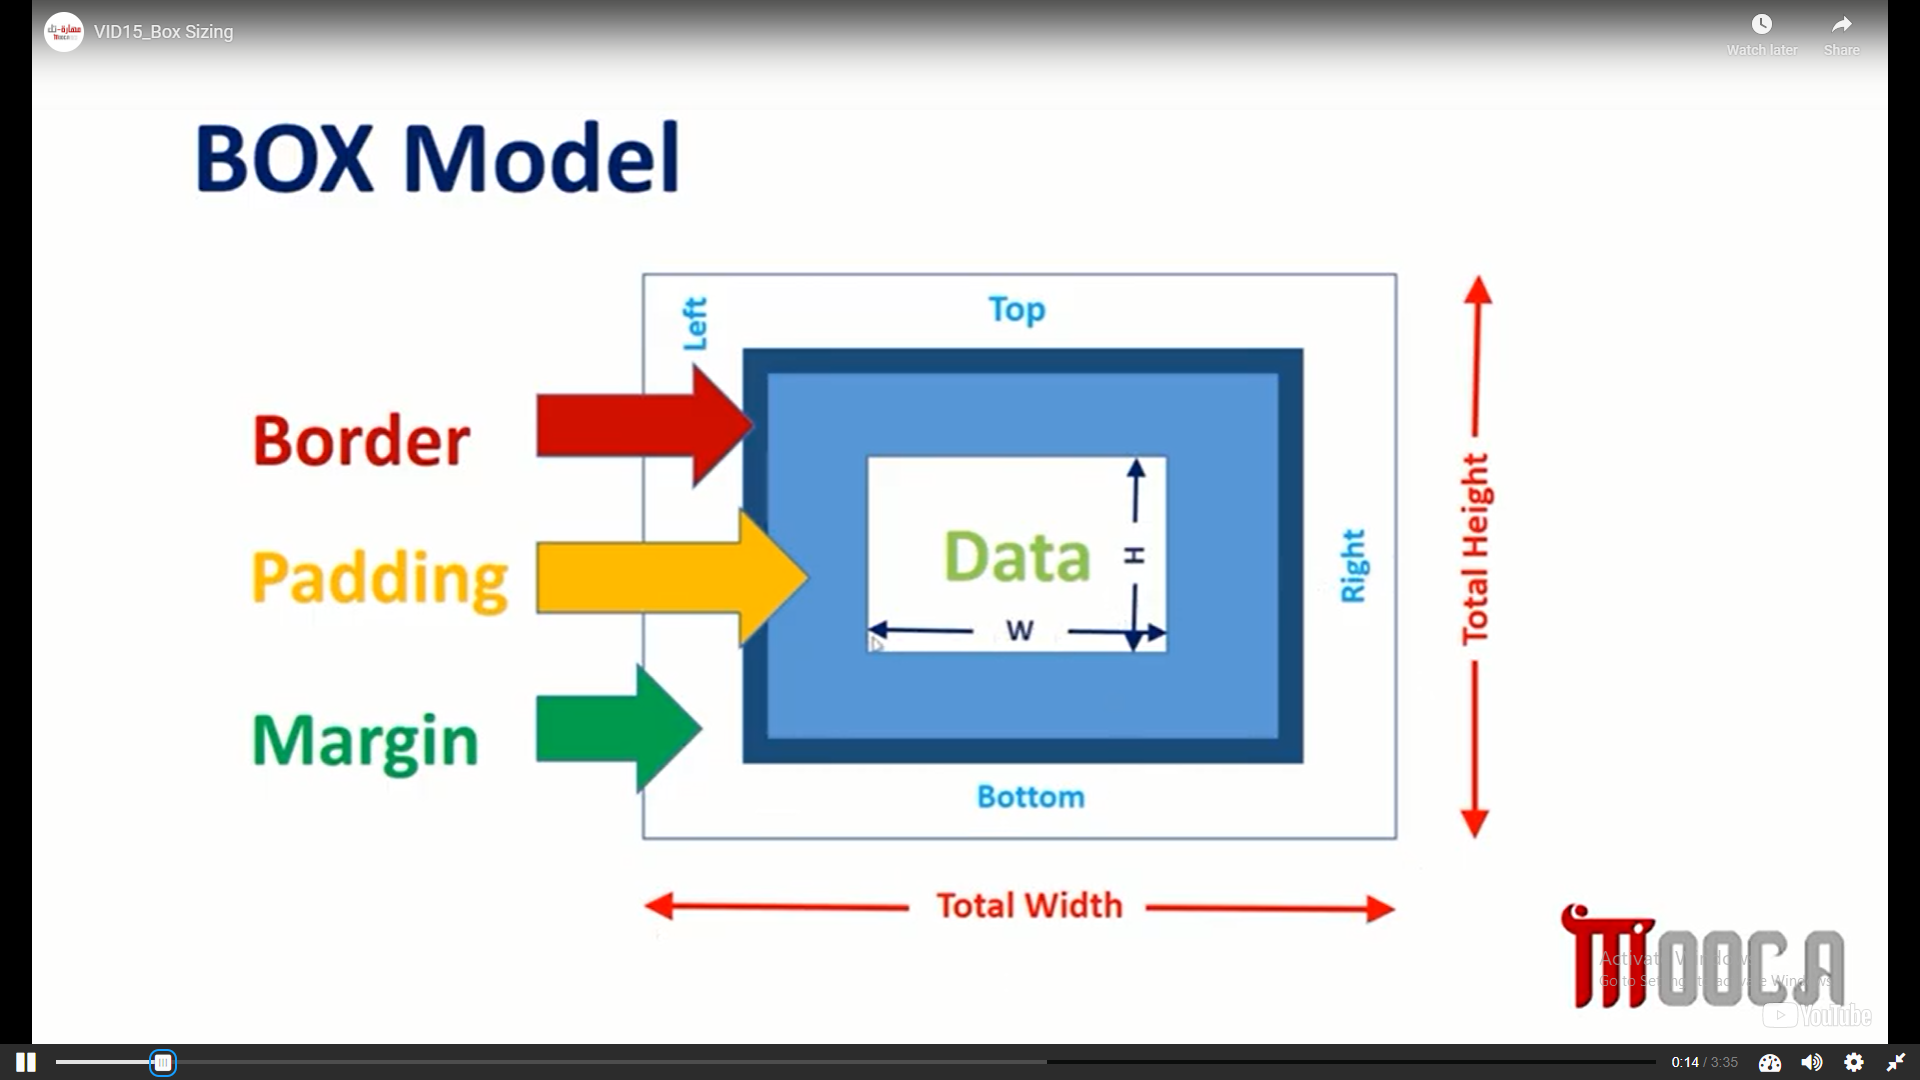 VID15_Box Sizing
Watch later
Share
BOX Model
Left
Top
Border
Padding
Margin
Data
H
W
Right
Bottom
Total Height
Total Width
MOOCA
Activate Windows
Go to Settings to activate Windows.
YouTube
0:14 / 3:35